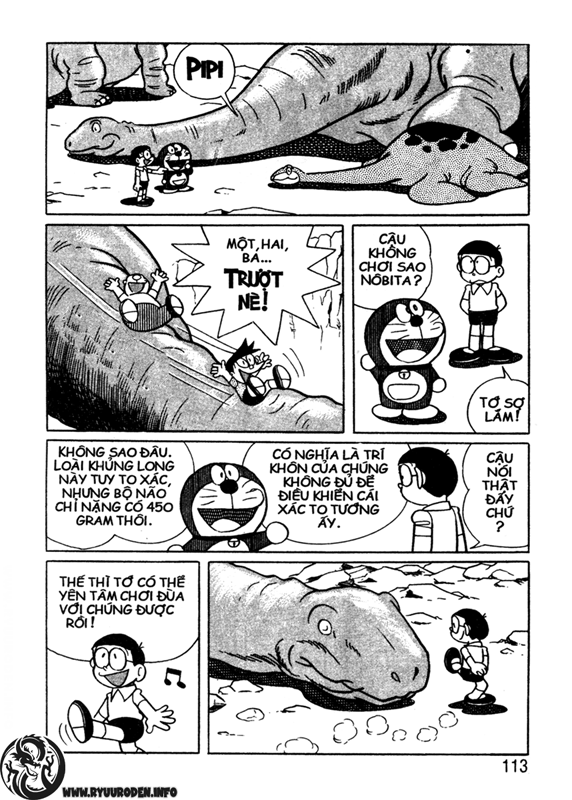 PIPI
MỘT, HAI,
BA...
TRƯỢT
NÈ!
CẬU
KHÔNG
CHƠI SAO
NÔBITA?
TỚ SỢ
LẮM!
KHÔNG SAO ĐÂU.
LOÀI KHỦNG LONG
NÀY TUY TO XÁC,
NHƯNG BỘ NÃO
CHỈ NẶNG CÓ 450
GRAM THÔI.
CÓ NGHĨA LÀ TRÍ
KHÔN CỦA CHÚNG
KHÔNG ĐỦ ĐỂ
ĐIỀU KHIỂN CÁI
XÁC TO TƯỚNG
ẤY.
CẬU
NÓI
THẬT
ĐẤY
CHỨ
?
THẾ THÌ TỚ CÓ THỂ
YÊN TÂM CHƠI ĐÙA
VỚI CHÚNG ĐƯỢC
RỒI!
113
WWW.RYUURODEN.INFO